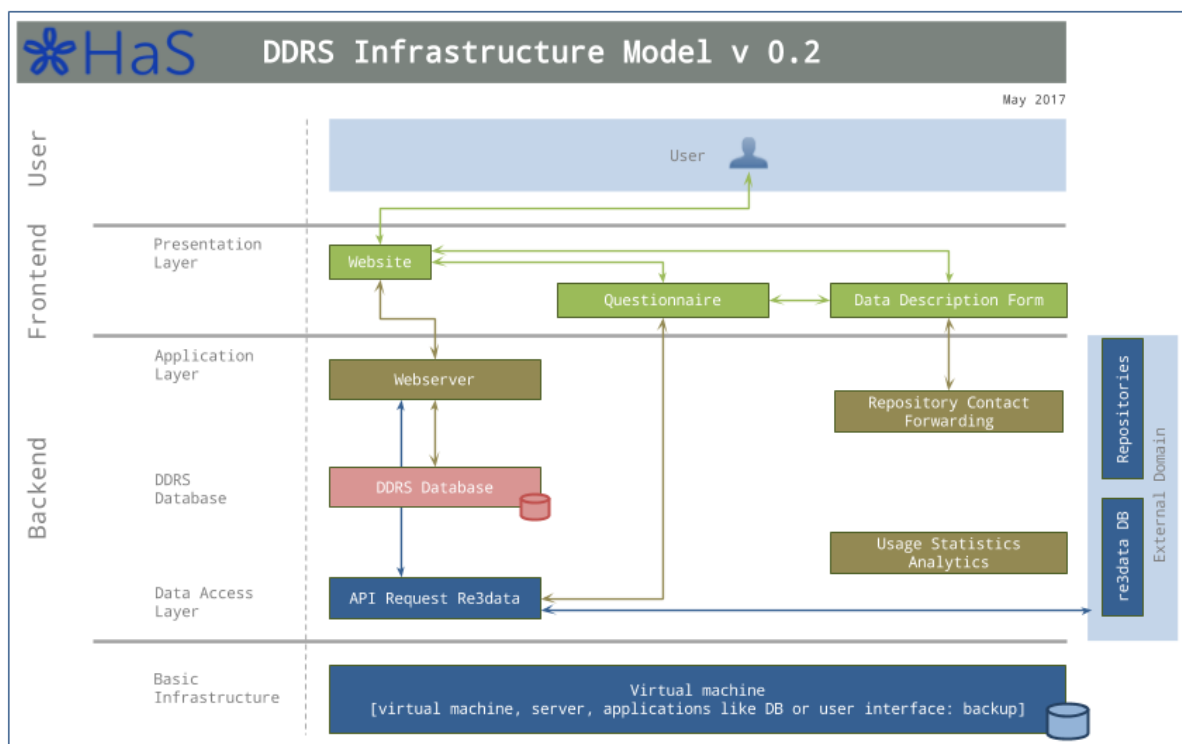 HaS
DDRS Infrastructure Model v 0.2
May 2017
User
User
Frontend
Presentation
Layer
Website
Questionnaire
Data Description Form
Backend
Application
Layer
Webserver
Repository Contact
Forwarding
Repositories
External Domain
DDRS
Database
DDRS Database
Usage Statistics
Analytics
re3data DB
Data Access
Layer
API Request Re3data
Basic
Infrastructure
Virtual machine
[virtual machine, server, applications like DB or user interface: backup]